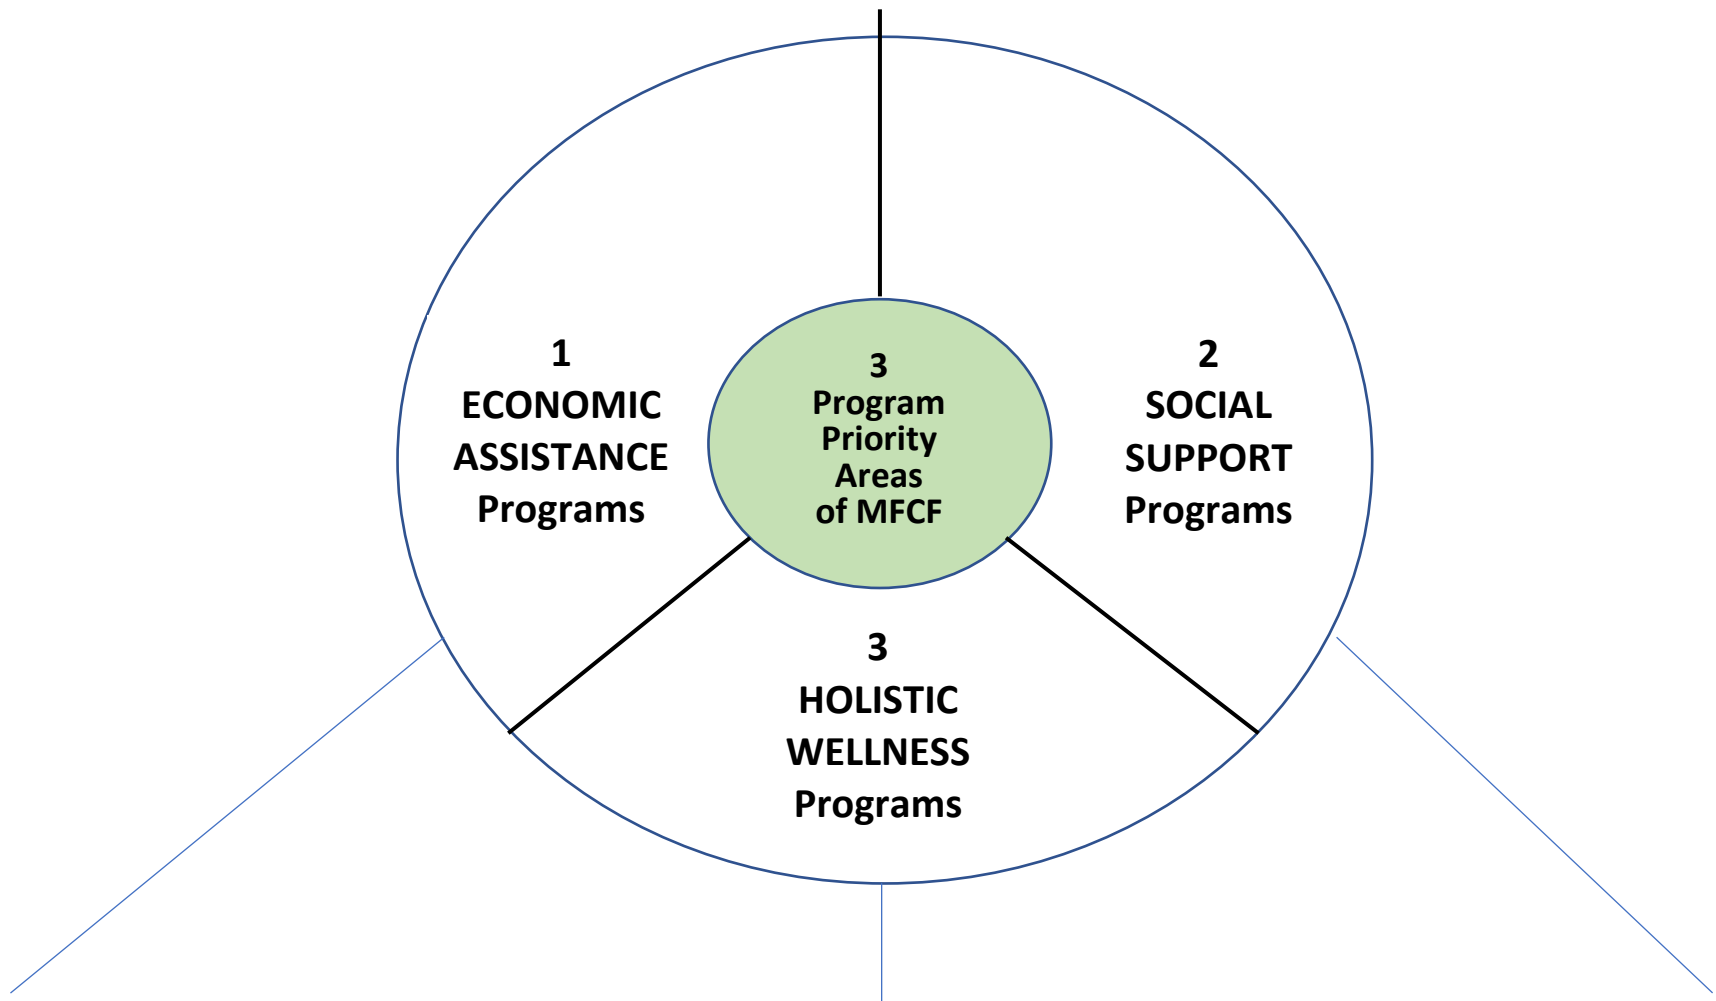 1
ECONOMIC
ASSISTANCE
Programs
3
Program
Priority
Areas
of MFCF
2
SOCIAL
SUPPORT
Programs
3
HOLISTIC
WELLNESS
Programs